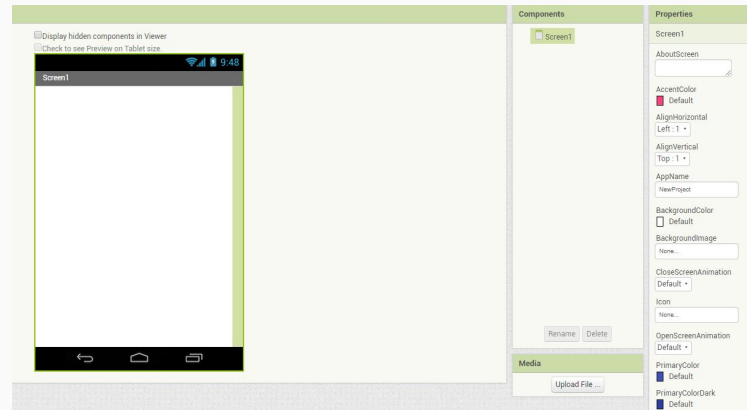 Display hidden components in Viewer
Check to see Preview on Tablet size.
9:48
Screen1
Components
Screen1
Rename Delete
Media
Upload File ...
Properties
Screen1
AboutScreen
AccentColor
Default
AlignHorizontal
Left : 1
AlignVertical
Top : 1
AppName
NewProject
BackgroundColor
Default
BackgroundImage
None...
CloseScreenAnimation
Default
Icon
None...
OpenScreenAnimation
Default
PrimaryColor
Default
PrimaryColorDark
Default